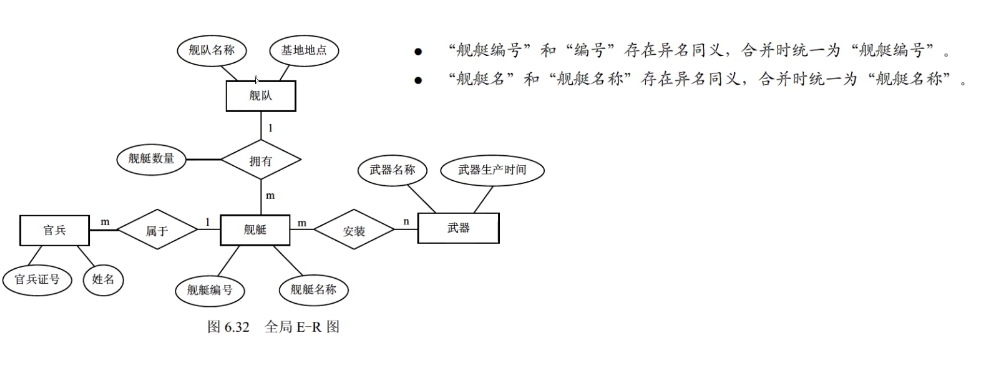 舰队名称
基地地点
舰队
1
舰艇数量
拥有
m
武器名称
武器生产时间
官兵
m
属于
1
舰艇
m
安装
n
武器
官兵证号
姓名
舰艇编号
舰艇名称
图 6.32 全局 E-R 图
● “舰艇编号”和“编号”存在异名同义，合并时统一为“舰艇编号”。
● “舰艇名”和“舰艇名称”存在异名同义，合并时统一为“舰艇名称”。